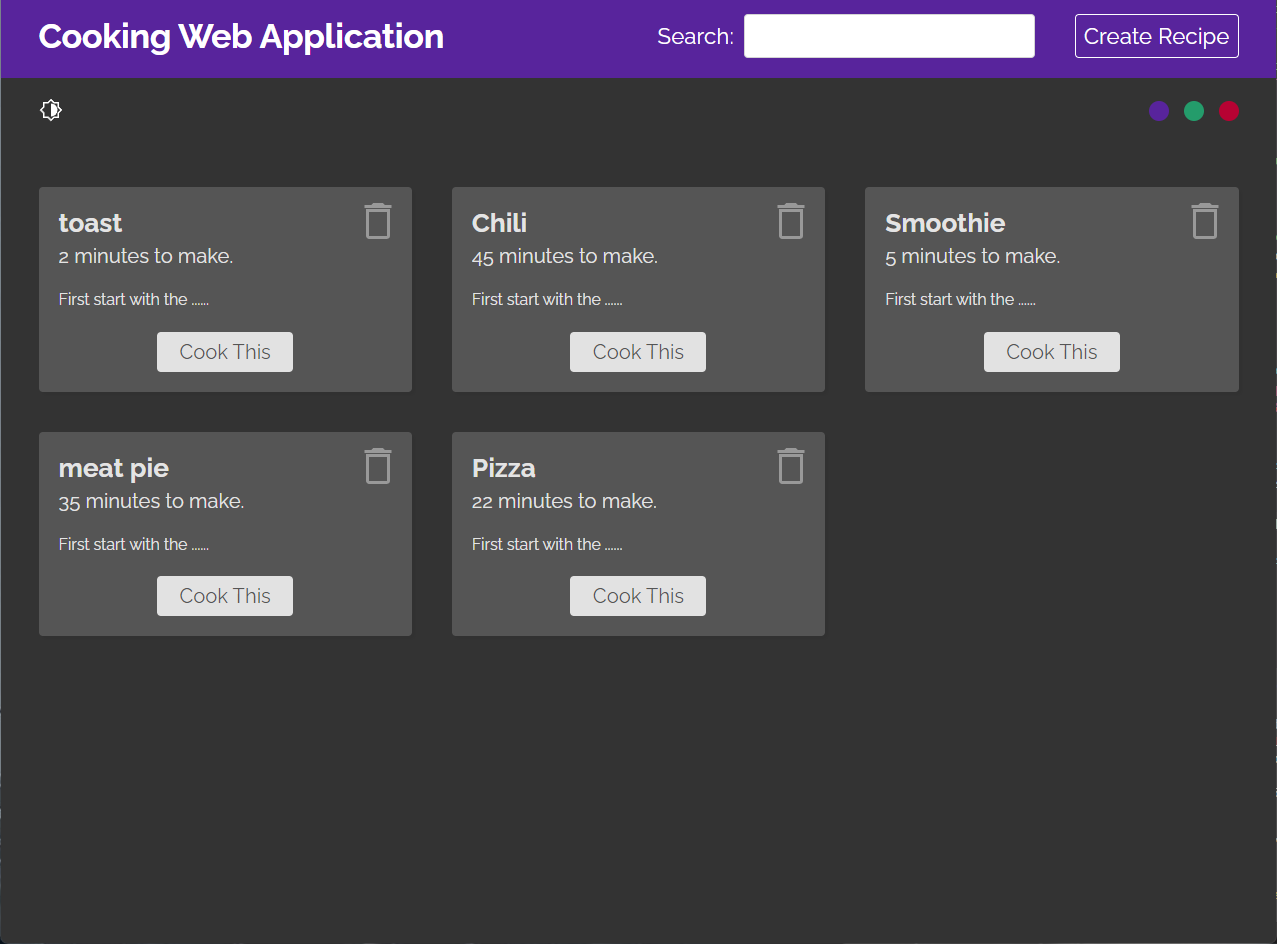 Cooking Web Application
Search:
Create Recipe
toast
2 minutes to make.
First start with the ......
Cook This
Chili
45 minutes to make.
First start with the ......
Cook This
Smoothie
5 minutes to make.
First start with the ......
Cook This
meat pie
35 minutes to make.
First start with the ......
Cook This
Pizza
22 minutes to make.
First start with the ......
Cook This